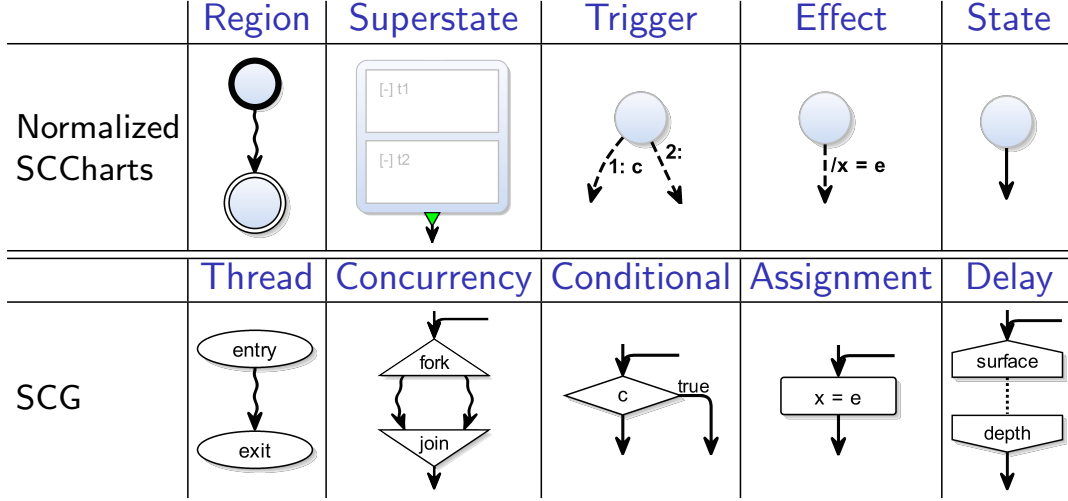 Region Superstate Trigger Effect State
Normalized
SCCharts
[-] t1
[-] t2
1: c
2:
/x = e
Thread Concurrency Conditional Assignment Delay
SCG
entry
exit
fork
join
c
true
x = e
surface
depth